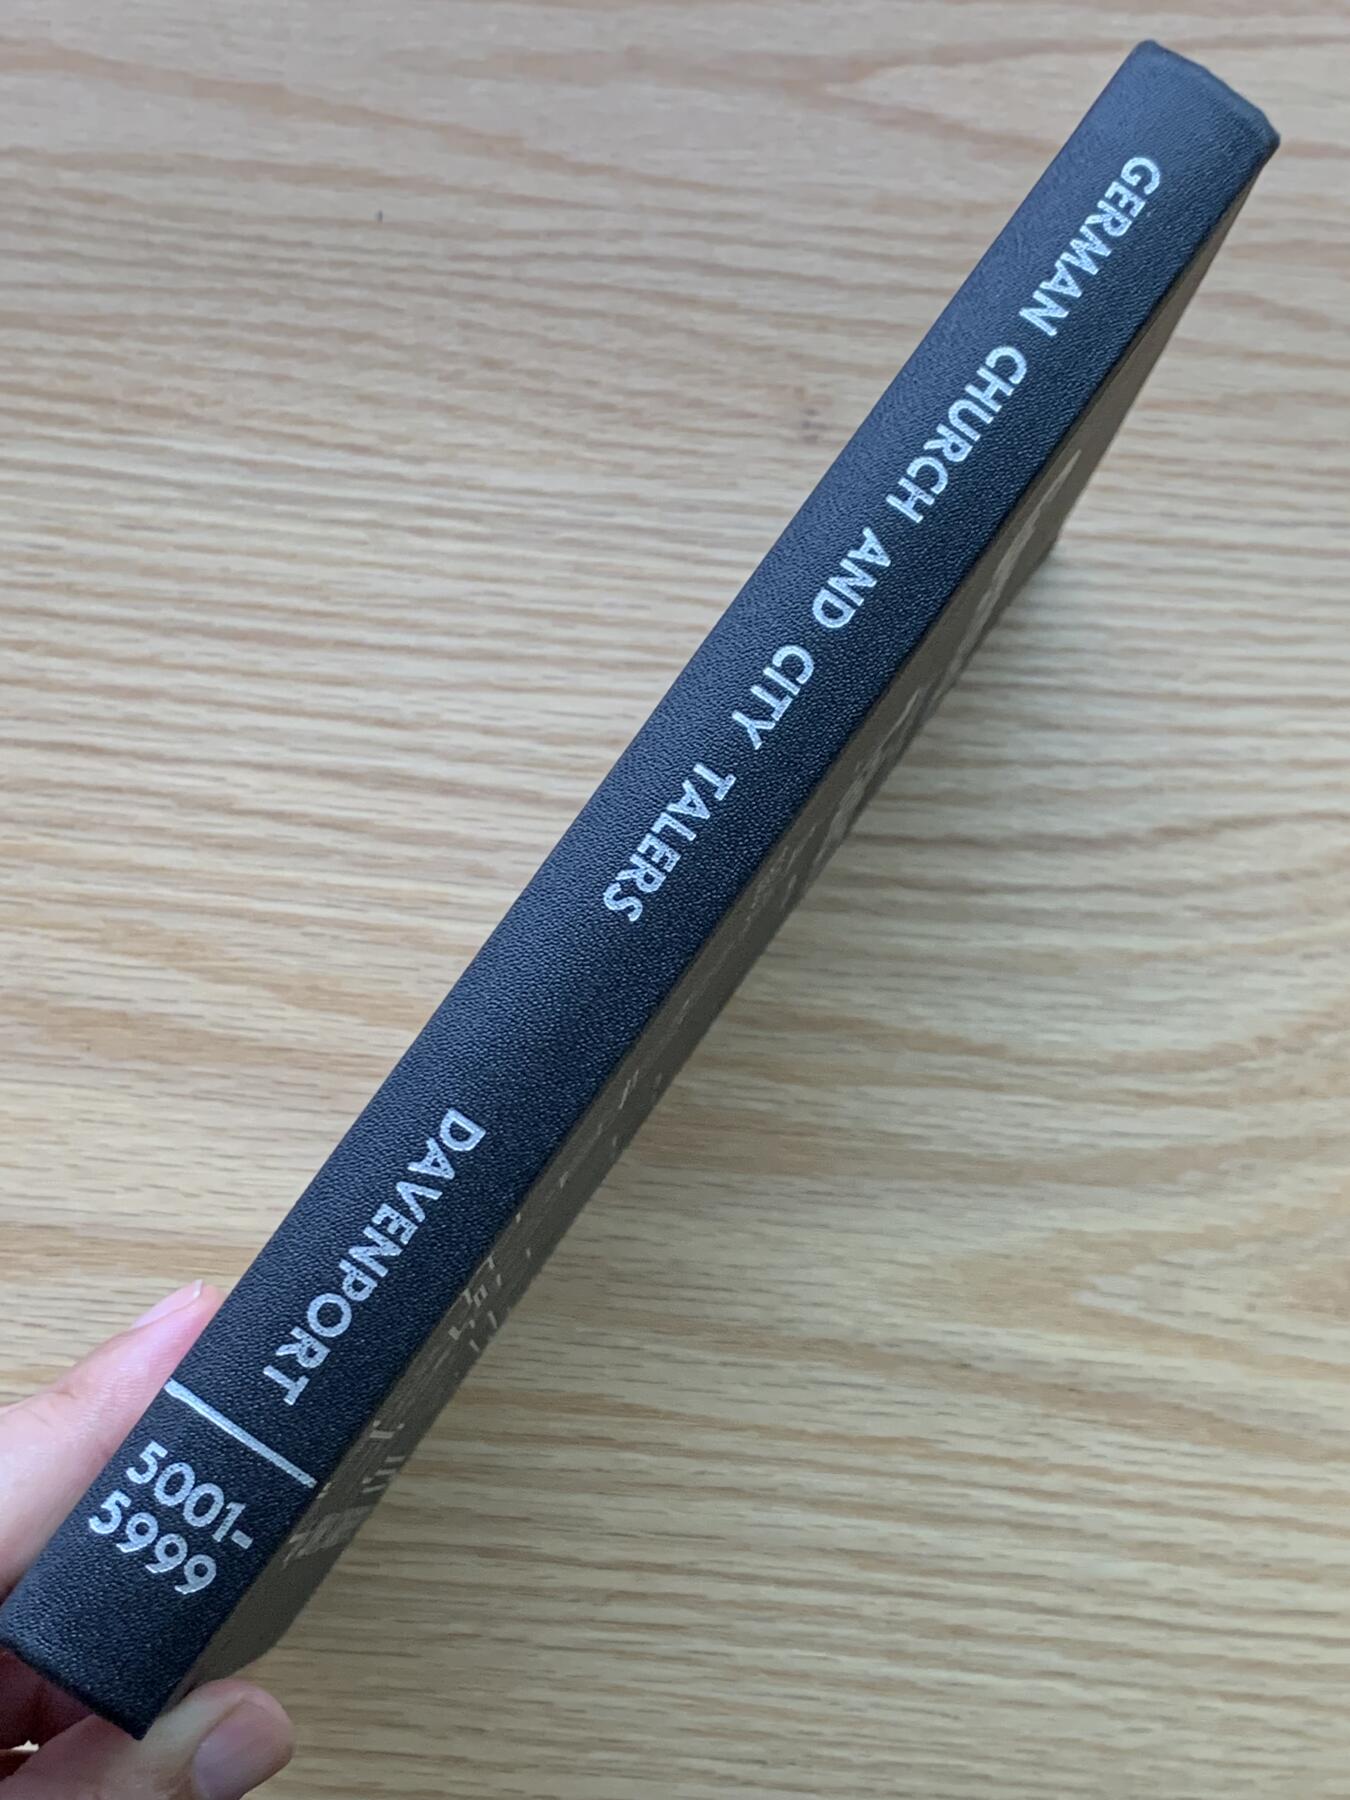 GERMAN CHURCH AND CITY TALERS
DAVENPORT
5001-
5999